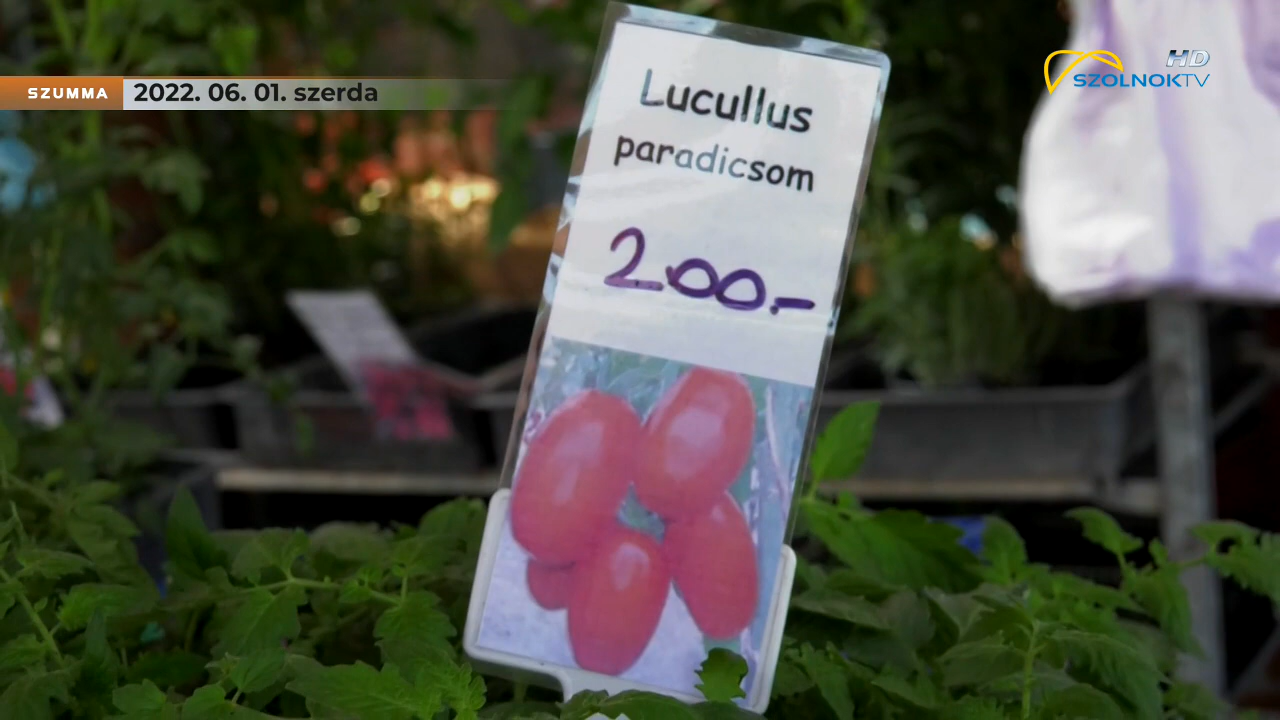 SZUMMA 2022. 06. 01. szerda
HD
SZOLNOKTV
Lucullus
paradicsom
200.-